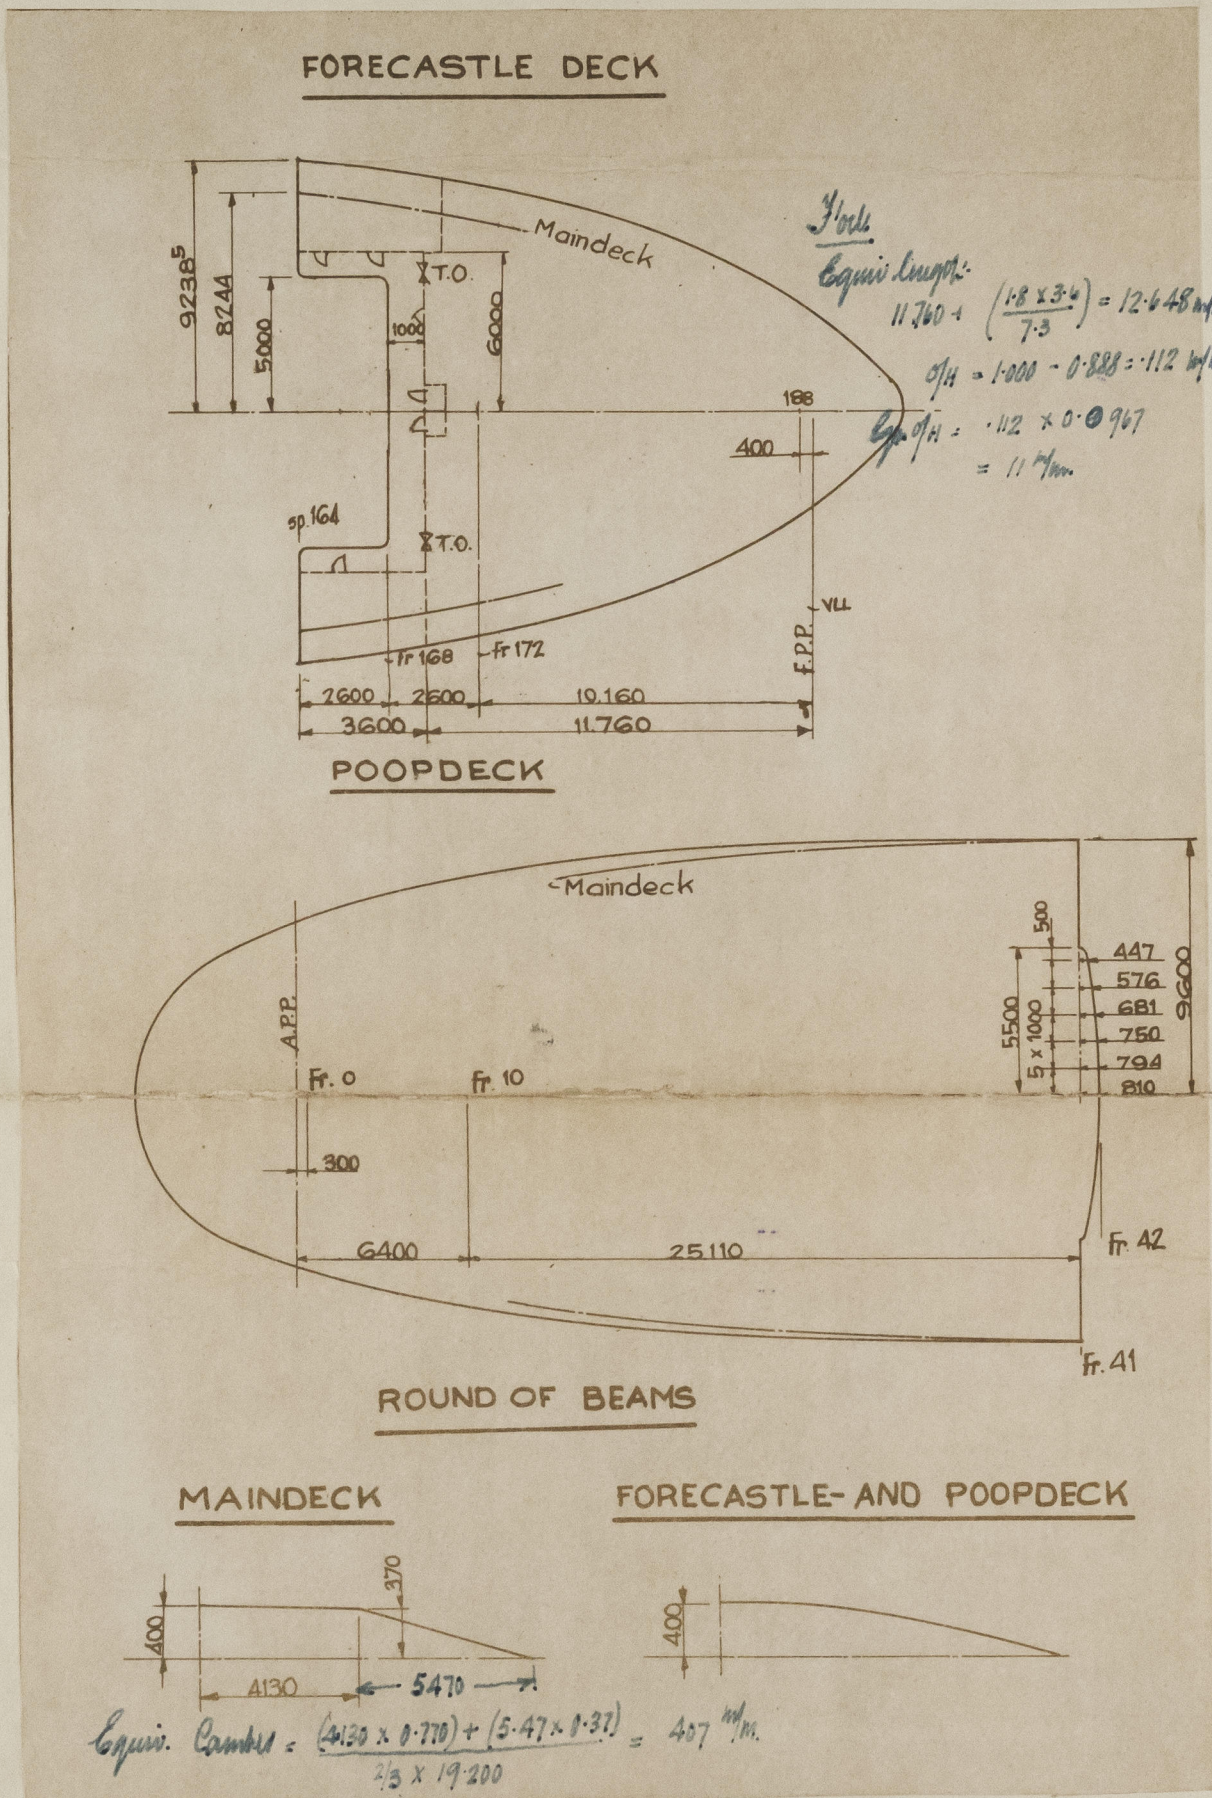 FORECASTLE DECK
9238⁵
8244
5000
Maindeck
T.O.
1000
6000
188
400
sp. 164
T.O.
VLL
F.P.P.
Fr 168
Fr 172
2600
2600
10.160
3600
11.760
Equiv length:-
11.760 + (1.8 x 3.6 / 7.3) = 12.648 m/
o/H = 1.000 - 0.888 = .112 m/
o/H = .112 x 0.0967
= 11 m/m.
POOPDECK
Maindeck
A.P.P.
Fr. 0
Fr. 10
300
6400
25110
500
5500
5 x 1000
447
576
681
750
794
810
9600
Fr. 42
Fr. 41
ROUND OF BEAMS
MAINDECK
FORECASTLE- AND POOPDECK
400
370
4130
5470
400
Equiv. Camber = (4.130 x 0.770) + (5.47 x 0.37) = 407 m/m.
2/3 x 19.200